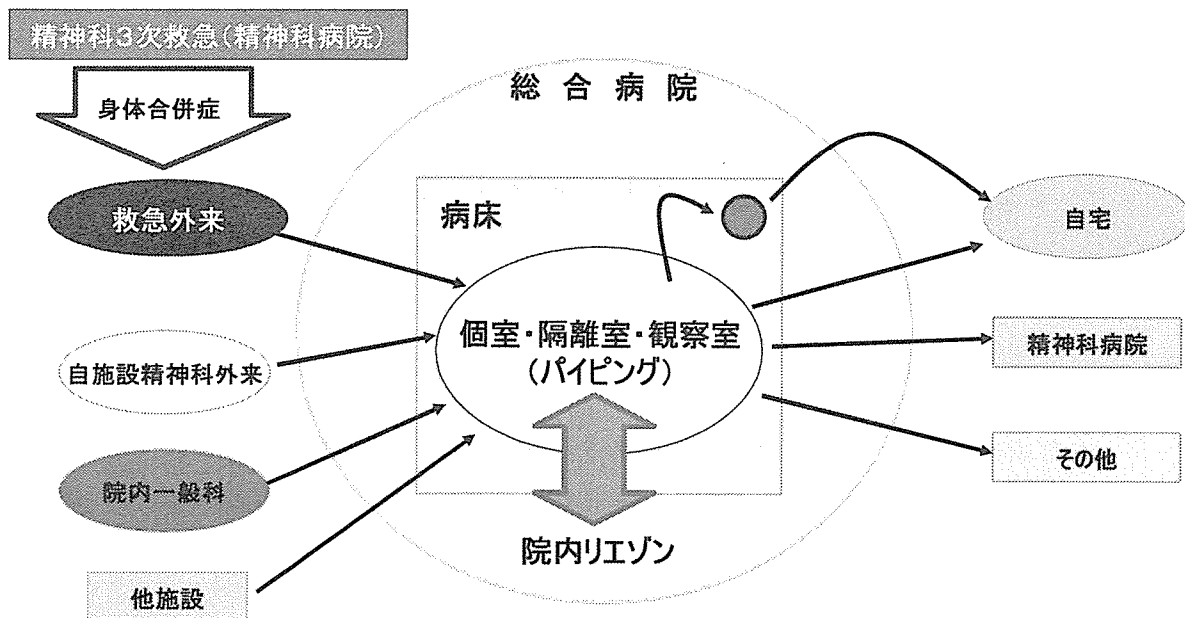 精神科3次救急(精神科病院)
身体合併症
救急外来
自施設精神科外来
院内一般科
他施設
総合病院
病床
個室・隔離室・観察室
(パイピング)
院内リエゾン
自宅
精神科病院
その他